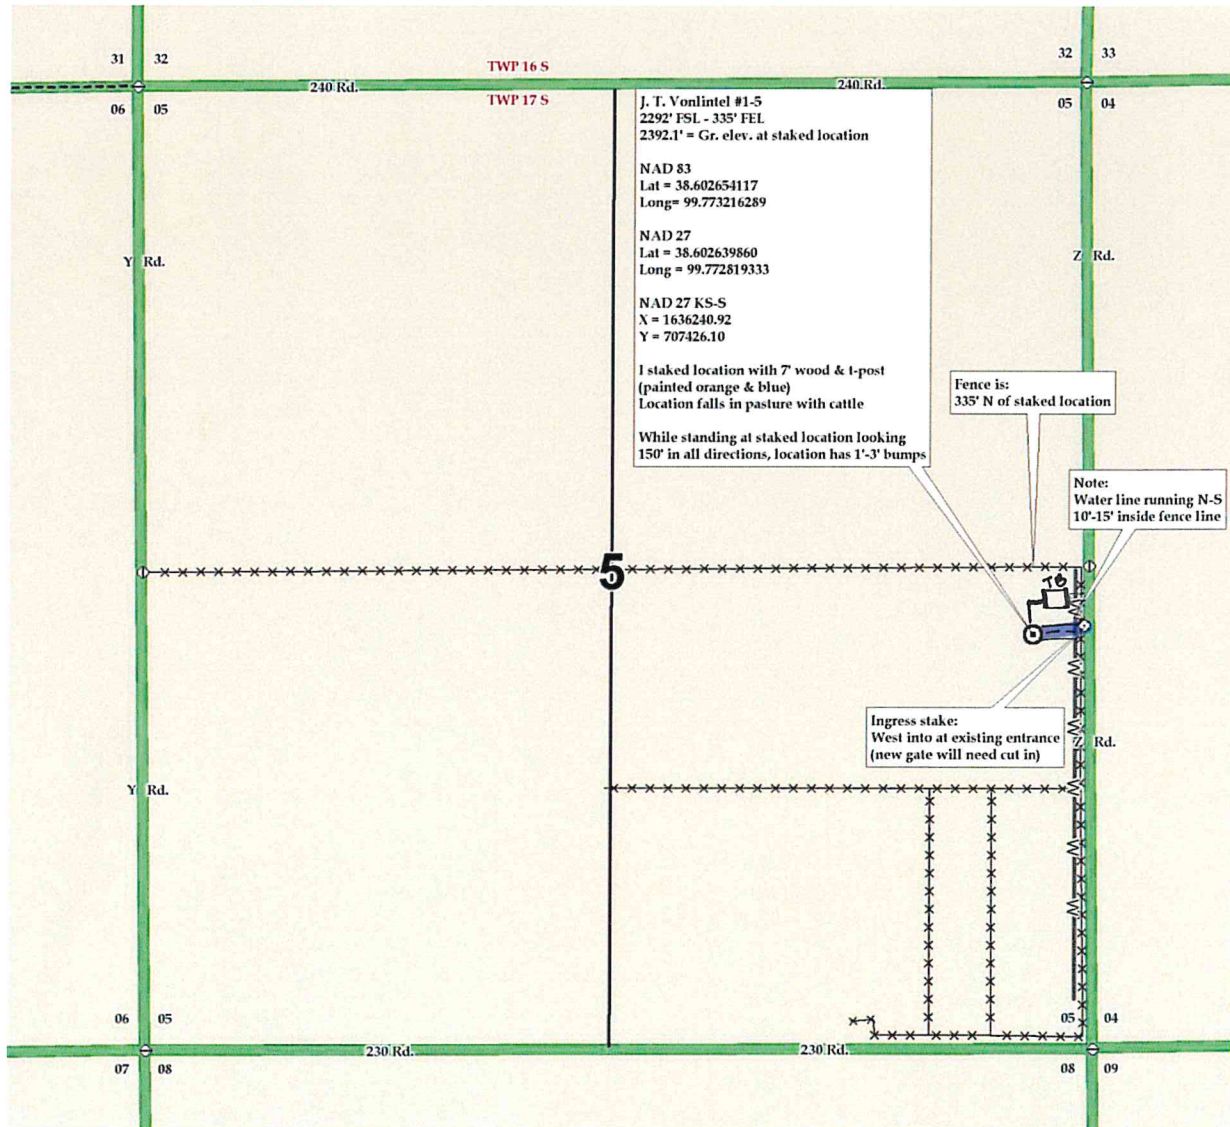 31 32
TWP 16 S
32 33
240 Rd.
240 Rd.
06 05
TWP 17 S
05 04
J. T. Vonlintel #1-5
2292' FSL - 335' FEL
2392.1' = Gr. elev. at staked location
NAD 83
Lat = 38.602654117
Long= 99.773216289
NAD 27
Lat = 38.602639860
Long = 99.772819333
NAD 27 KS-S
X = 1636240.92
Y = 707426.10
I staked location with 7' wood & t-post
(painted orange & blue)
Location falls in pasture with cattle
While standing at staked location looking
150' in all directions, location has 1'-3' bumps
Y Rd.
Z Rd.
Fence is:
335' N of staked location
Note:
Water line running N-S
10'-15' inside fence line
5
TB
Ingress stake:
West into at existing entrance
(new gate will need cut in)
Z Rd.
Y Rd.
06 05
05 04
230 Rd.
230 Rd.
07 08
08 09